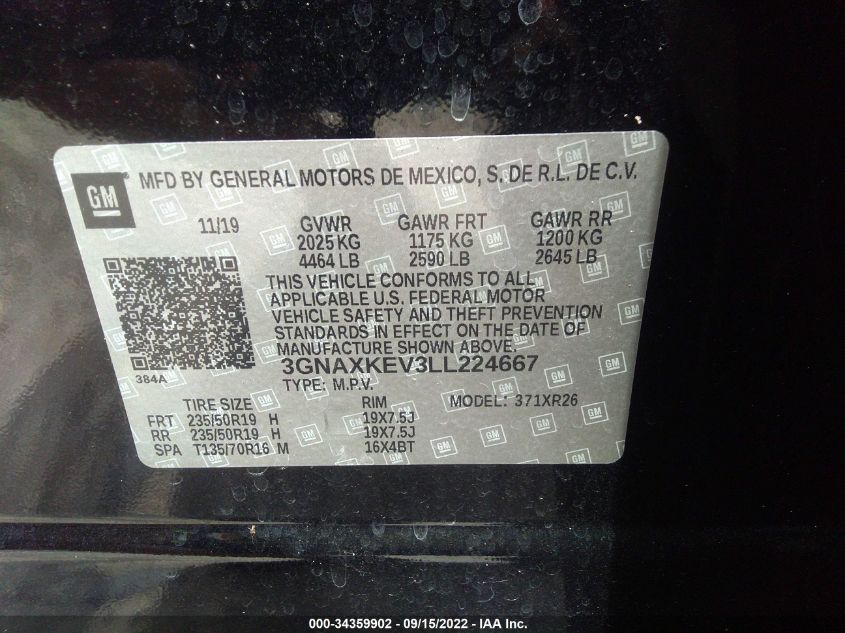 GM
MFD BY GENERAL MOTORS DE MEXICO, S. DE R.L. DE C.V.
11/19 GVWR GAWR FRT GAWR RR
2025 KG 1175 KG 1200 KG
4464 LB 2590 LB 2645 LB
THIS VEHICLE CONFORMS TO ALL
APPLICABLE U.S. FEDERAL MOTOR
VEHICLE SAFETY AND THEFT PREVENTION
STANDARDS IN EFFECT ON THE DATE OF
MANUFACTURE SHOWN ABOVE.
384A
3GNAXKEV3LL224667
TYPE: M.P.V.
TIRE SIZE RIM MODEL: 371XR26
FRT 235/50R19 H 19X7.5J
RR 235/50R19 H 19X7.5J
SPA T135/70R16 M 16X4BT
000-34359902 - 09/15/2022 - IAA Inc.